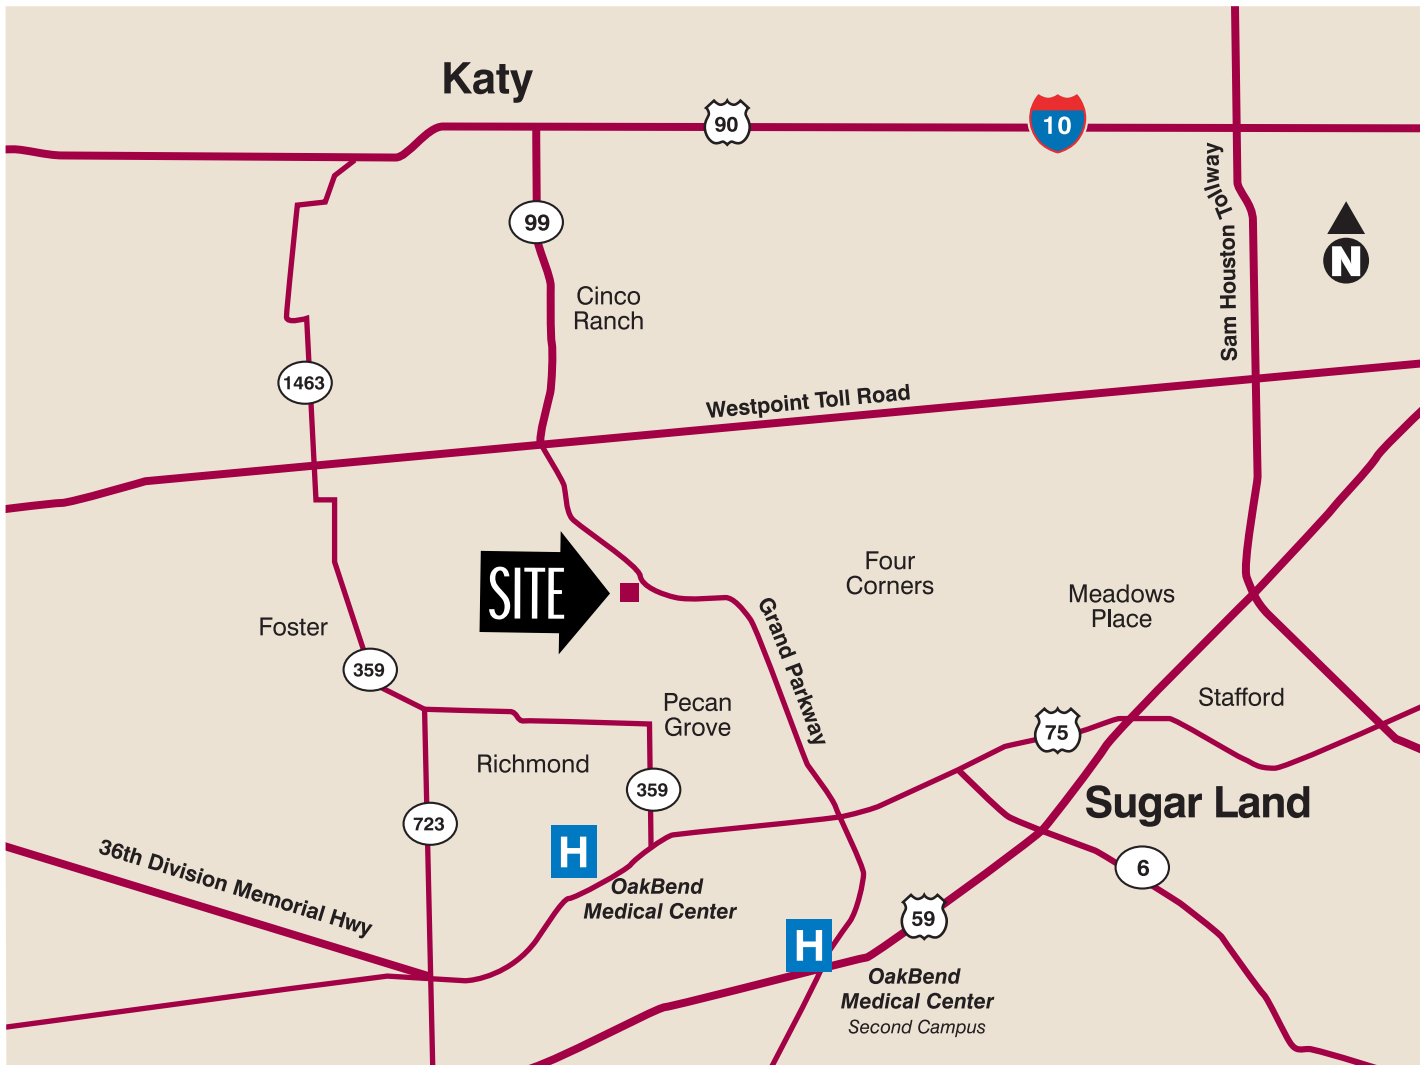 Katy
90
10
Sam Houston Tollway
99
N
Cinco
Ranch
1463
Westpoint Toll Road
SITE
Four
Corners
Meadows
Place
Foster
Grand Parkway
359
Pecan
Grove
Stafford
75
Richmond
359
Sugar Land
723
36th Division Memorial Hwy
H
6
OakBend
Medical Center
59
H
OakBend
Medical Center
Second Campus